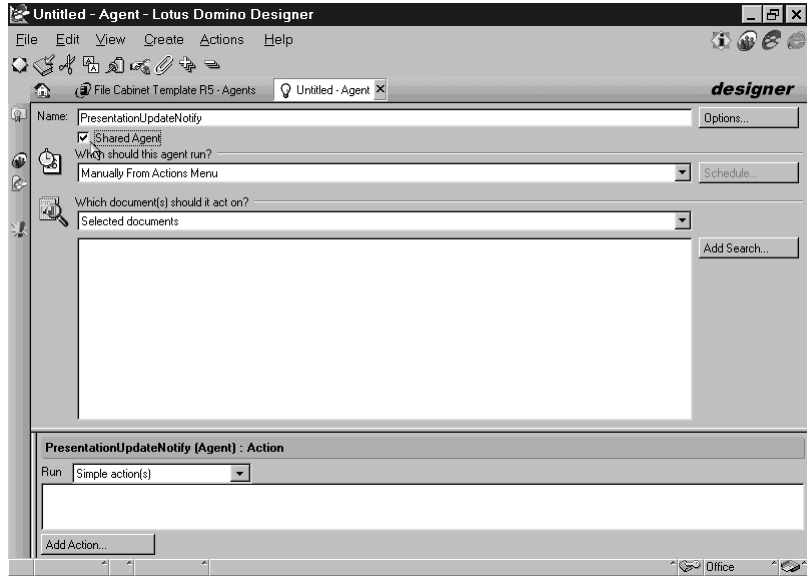 Untitled - Agent - Lotus Domino Designer
File Edit View Create Actions Help
File Cabinet Template R5 - Agents Untitled - Agent designer
Name: PresentationUpdateNotify Options...
Shared Agent
When should this agent run?
Manually From Actions Menu Schedule...
Which document(s) should it act on?
Selected documents
Add Search...
PresentationUpdateNotify (Agent) : Action
Run Simple action(s)
Add Action...
Office